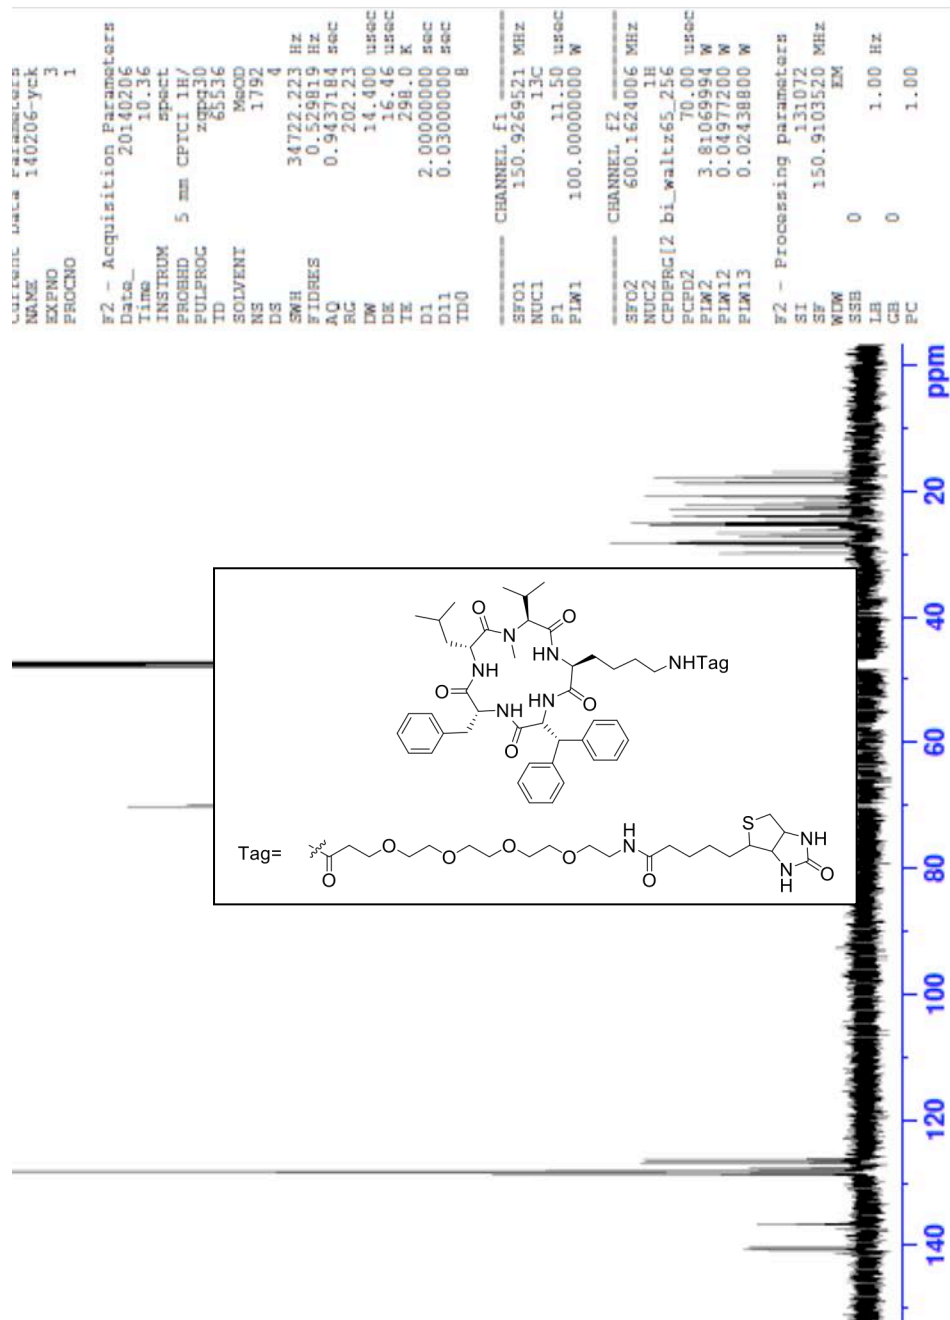 Current Data Parameters
NAME 140206-yck
EXPNO 3
PROCNO 1
F2 - Acquisition Parameters
Date_ 20140206
Time 10.36
INSTRUM spect
PROBHD 5 mm CPTCI 1H/
PULPROG zgpg30
TD 65536
SOLVENT MeOD
NS 1792
DS 4
SWH 34722.223 Hz
FIDRES 0.529819 Hz
AQ 0.9437184 sec
RG 202.23
DW 14.400 usec
DE 16.46 usec
TE 298.0 K
D1 2.00000000 sec
D11 0.03000000 sec
TD0 8
======== CHANNEL f1 ========
SFO1 150.9269521 MHz
NUC1 13C
P1 11.50 usec
PLW1 100.00000000 W
======== CHANNEL f2 ========
SFO2 600.1624006 MHz
NUC2 1H
CPDPRG[2 bi_waltz65_256
PCPD2 70.00 usec
PLW2 3.81069994 W
PLW12 0.04977200 W
PLW13 0.02438800 W
F2 - Processing parameters
SI 131072
SF 150.9103520 MHz
WDW EM
SSB 0
LB 1.00 Hz
GB 0
PC 1.00
ppm
20
40
60
80
100
120
140
O
N
O
HN
NH
NHTag
O
NH
HN
O
O
Tag=
O
O
O
O
O
H
N
O
S
NH
N
H
O